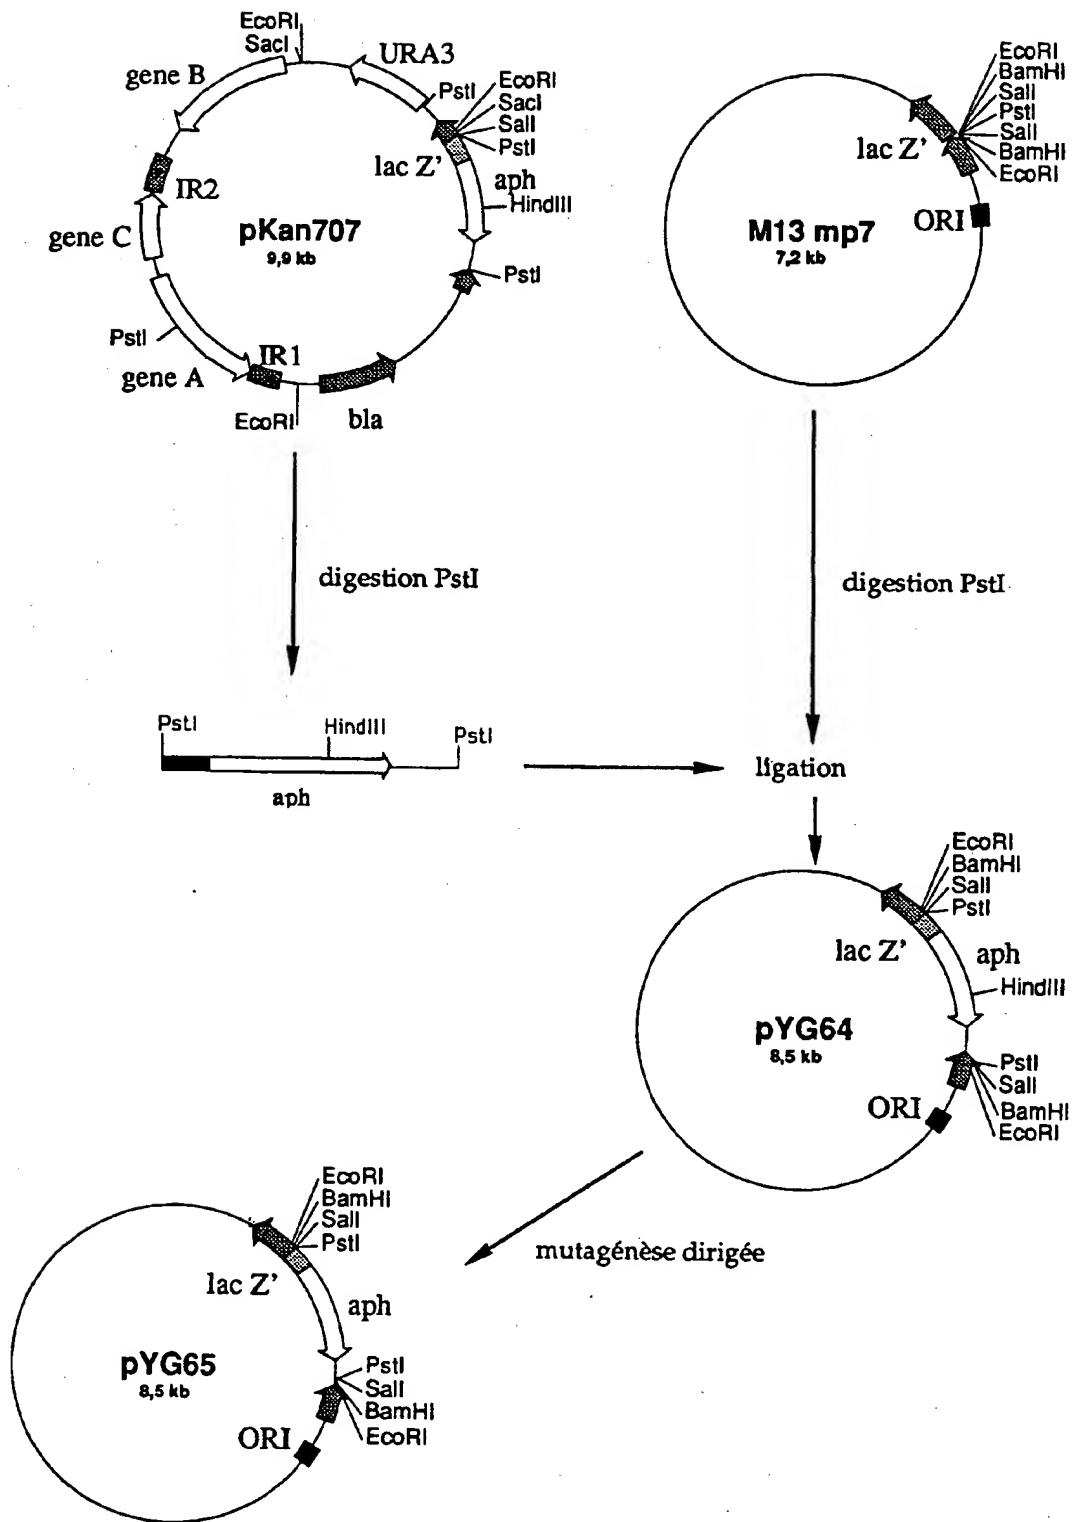 EcoRI
SacI
URA3
gene B
PstI
EcoRI
SacI
SalI
PstI
lac Z'
aph
HindIII
IR2
gene C
pKan707
9,9 kb
PstI
PstI
IR1
gene A
EcoRI
bla
EcoRI
BamHI
SalI
PstI
SalI
BamHI
EcoRI
lac Z'
ORI
M13 mp7
7,2 kb
digestion PstI
digestion PstI
PstI
HindIII
PstI
aph
ligation
EcoRI
BamHI
SalI
PstI
lac Z'
aph
HindIII
pYG64
8,5 kb
PstI
SalI
BamHI
EcoRI
ORI
mutagénèse dirigée
EcoRI
BamHI
SalI
PstI
lac Z'
aph
pYG65
8,5 kb
PstI
SalI
BamHI
EcoRI
ORI